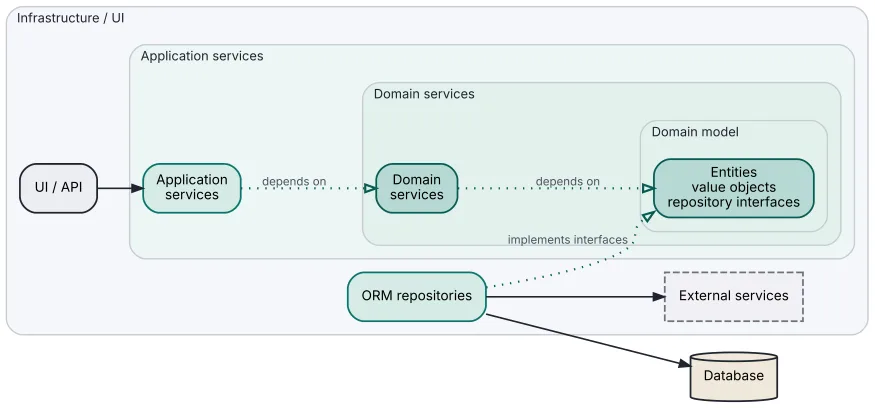 Infrastructure / UI
Application services
Domain services
Domain model
UI / API
Application
services
depends on
Domain
services
depends on
Entities
value objects
repository interfaces
implements interfaces
ORM repositories
External services
Database